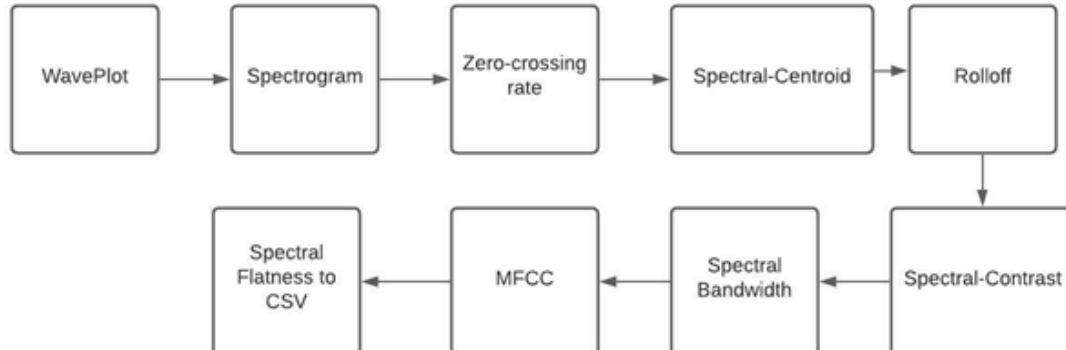 WavePlot
Spectrogram
Zero-crossing
rate
Spectral-Centroid
Rolloff
Spectral-Contrast
Spectral
Bandwidth
MFCC
Spectral
Flatness to
CSV